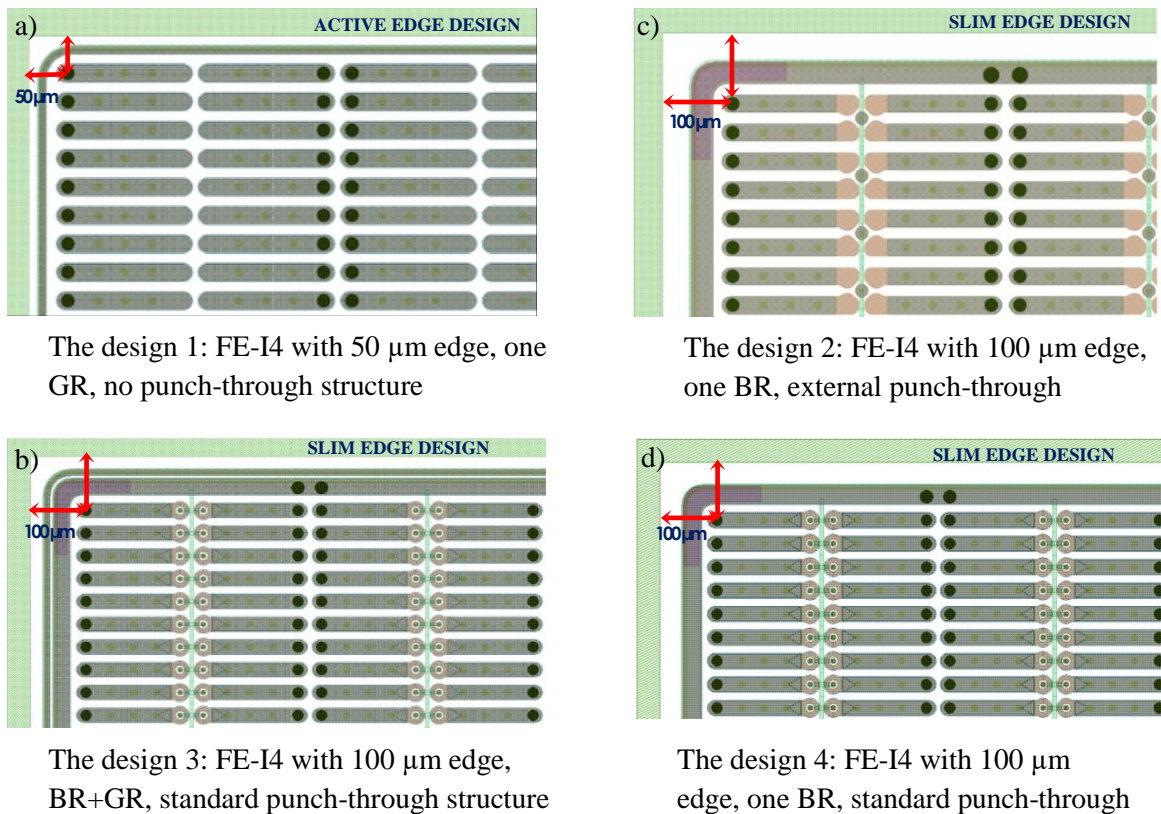 a)
ACTIVE EDGE DESIGN
50µm
The design 1: FE-I4 with 50 µm edge, one
GR, no punch-through structure
c)
SLIM EDGE DESIGN
100µm
The design 2: FE-I4 with 100 µm edge,
one BR, external punch-through
b)
SLIM EDGE DESIGN
100µm
The design 3: FE-I4 with 100 µm edge,
BR+GR, standard punch-through structure
d)
SLIM EDGE DESIGN
100µm
The design 4: FE-I4 with 100 µm
edge, one BR, standard punch-through